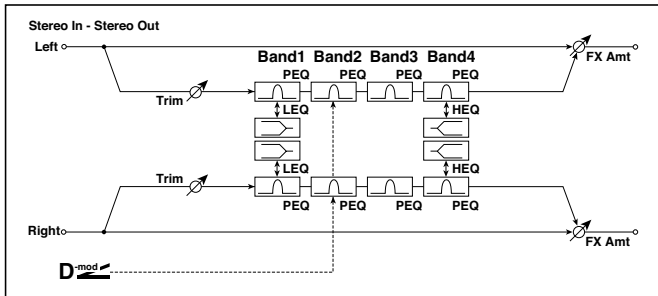 Stereo In - Stereo Out
Left
Band1 Band2 Band3 Band4
FX Amt
PEQ PEQ PEQ PEQ
Trim
LEQ HEQ
LEQ HEQ
Trim
PEQ PEQ PEQ PEQ
Right
FX Amt
D-mod